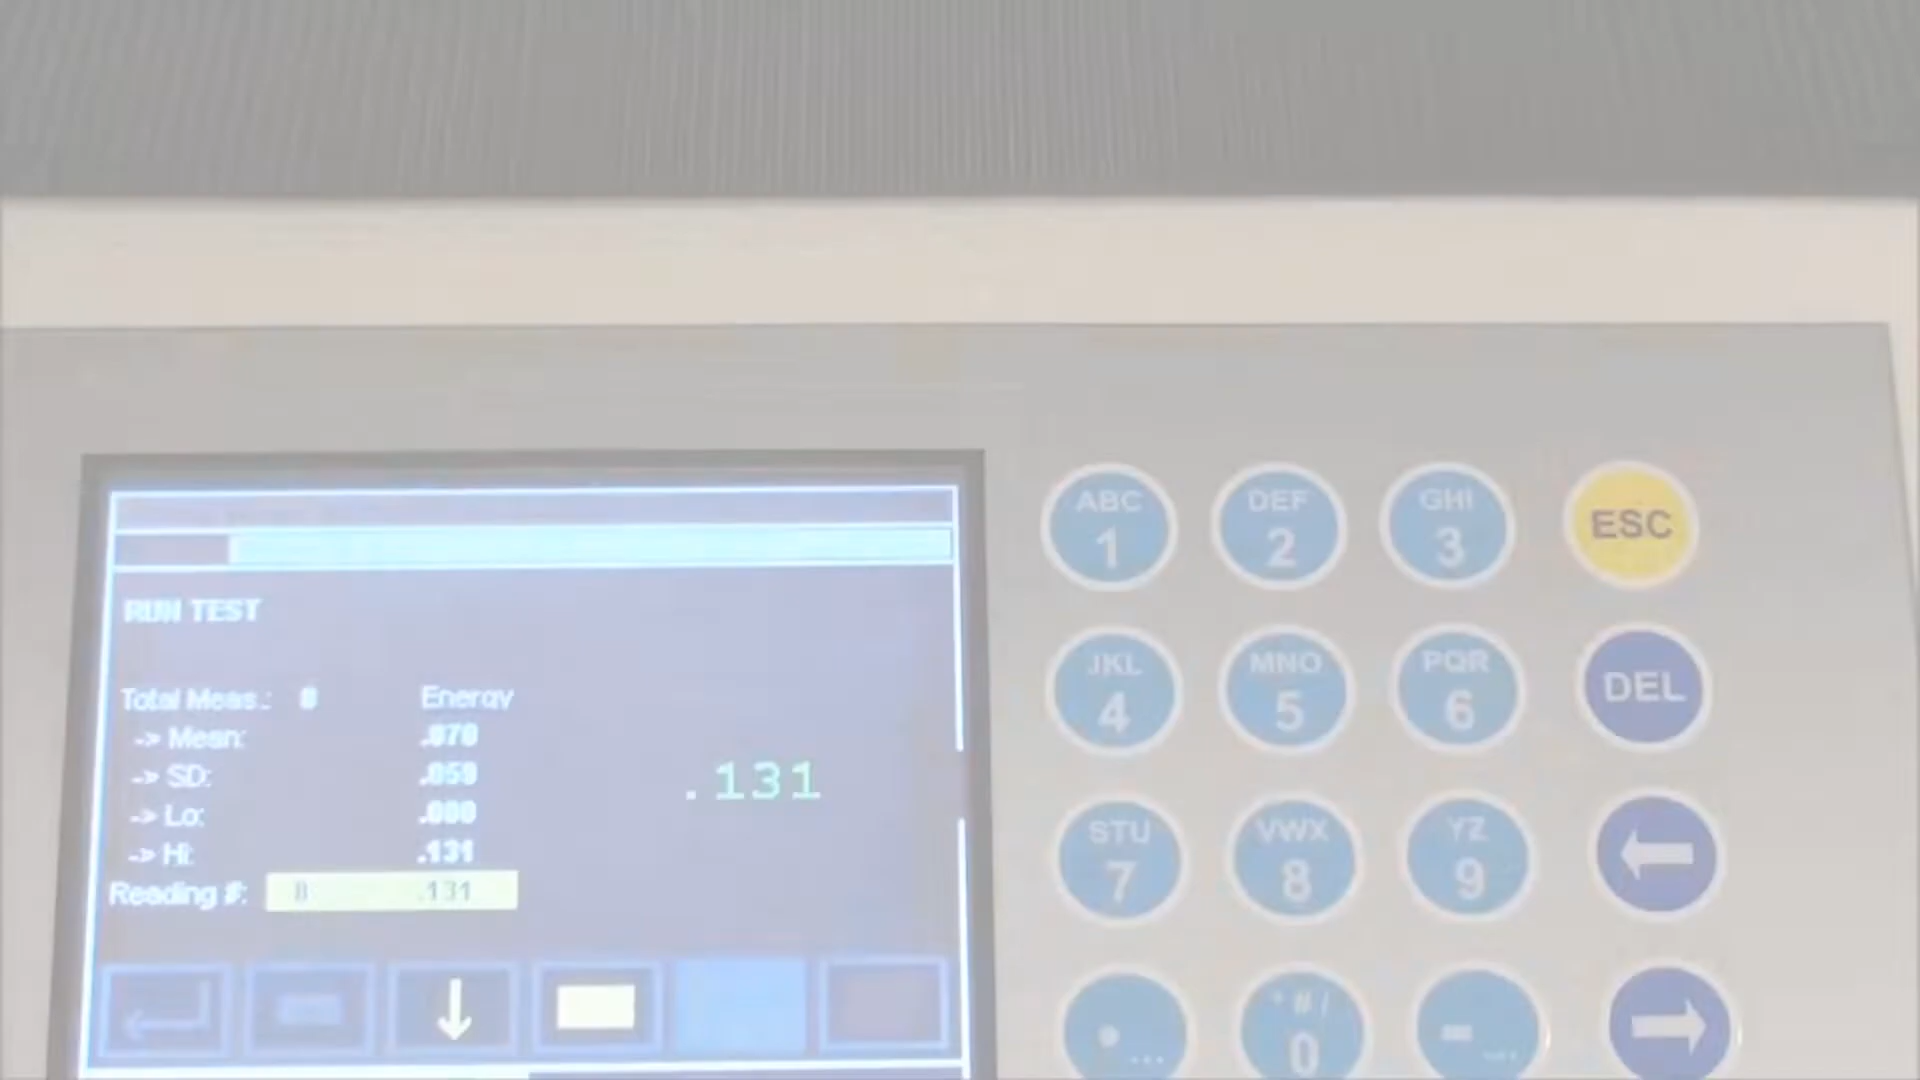 RUN TEST
Total Meas.: 8 Energy
-> Mean: .070
-> SD: .059
-> Lo: .000
-> Hi: .131
Reading #: 8 .131
.131
ABC DEF GHI
1 2 3 ESC
JKL MNO PQR
4 5 6 DEL
STU VWX YZ
7 8 9
* # /
. ... 0 -